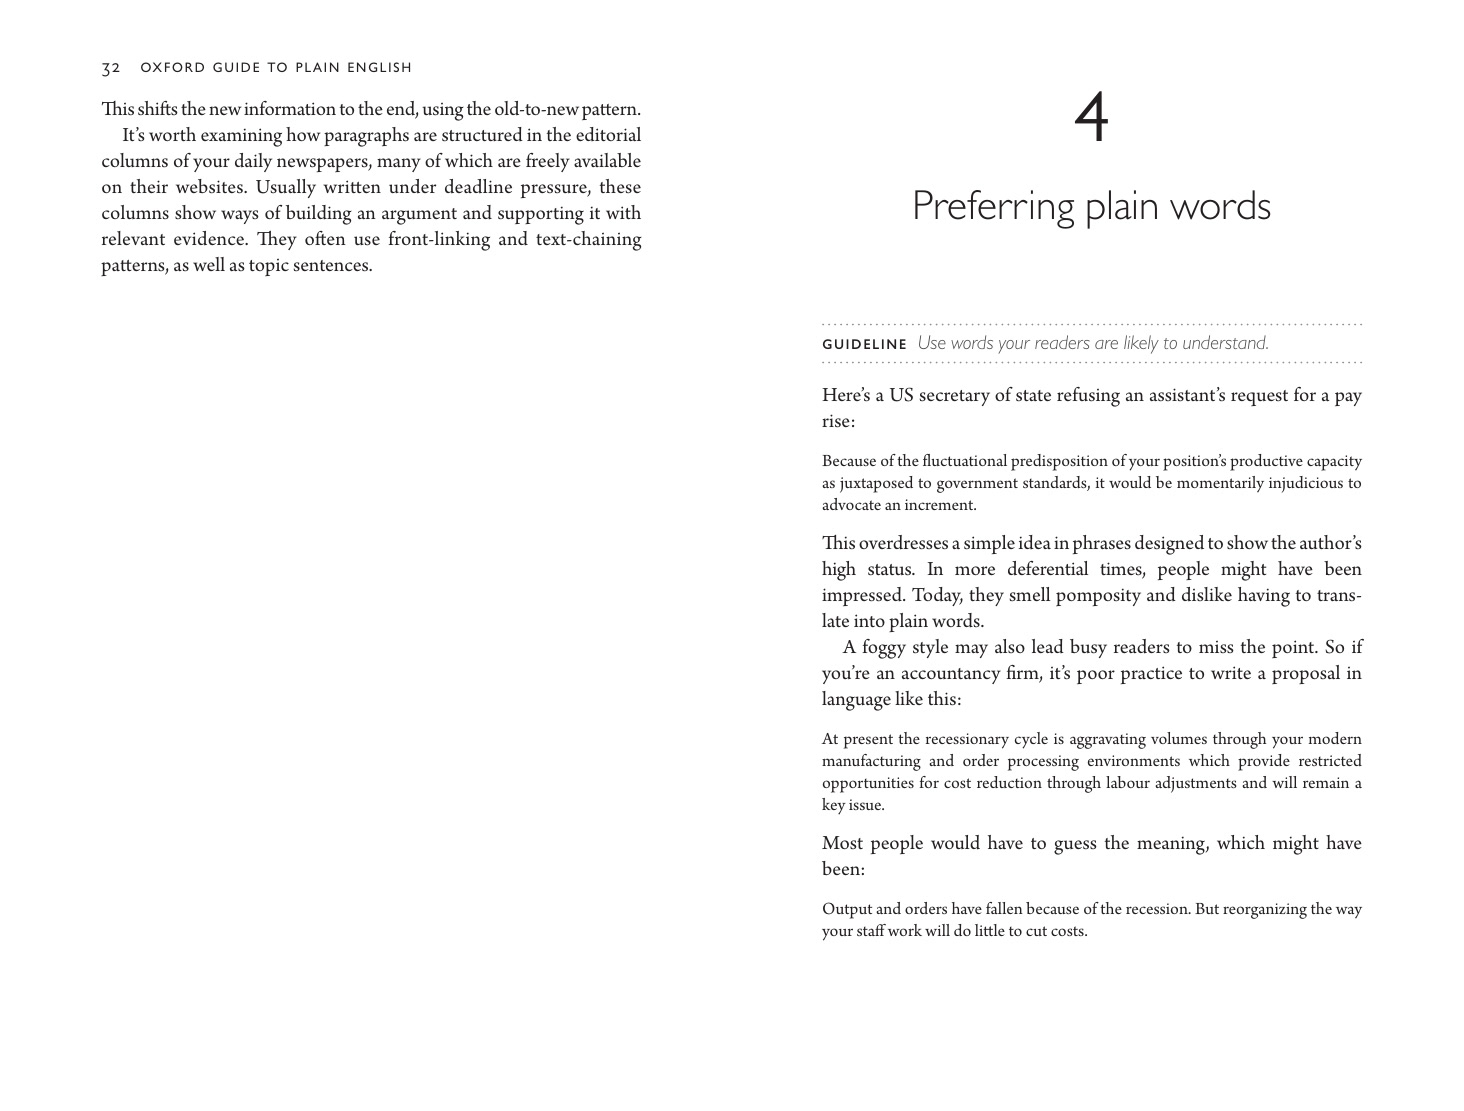 32 OXFORD GUIDE TO PLAIN ENGLISH
This shifts the new information to the end, using the old-to-new pattern.
It’s worth examining how paragraphs are structured in the editorial
columns of your daily newspapers, many of which are freely available
on their websites. Usually written under deadline pressure, these
columns show ways of building an argument and supporting it with
relevant evidence. They often use front-linking and text-chaining
patterns, as well as topic sentences.
4
Preferring plain words
GUIDELINE Use words your readers are likely to understand.
Here’s a US secretary of state refusing an assistant’s request for a pay
rise:
Because of the fluctuational predisposition of your position’s productive capacity
as juxtaposed to government standards, it would be momentarily injudicious to
advocate an increment.
This overdresses a simple idea in phrases designed to show the author’s
high status. In more deferential times, people might have been
impressed. Today, they smell pomposity and dislike having to trans-
late into plain words.
A foggy style may also lead busy readers to miss the point. So if
you’re an accountancy firm, it’s poor practice to write a proposal in
language like this:
At present the recessionary cycle is aggravating volumes through your modern
manufacturing and order processing environments which provide restricted
opportunities for cost reduction through labour adjustments and will remain a
key issue.
Most people would have to guess the meaning, which might have
been:
Output and orders have fallen because of the recession. But reorganizing the way
your staff work will do little to cut costs.